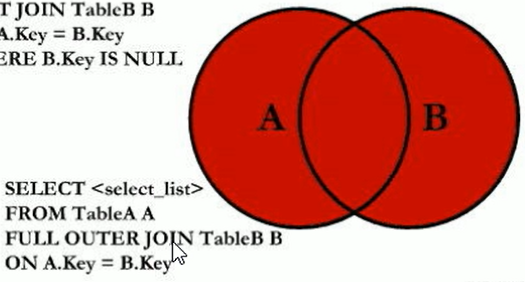 T JOIN TableB B
A.Key = B.Key
ERE B.Key IS NULL
A
B
SELECT <select_list>
FROM TableA A
FULL OUTER JOIN TableB B
ON A.Key = B.Key